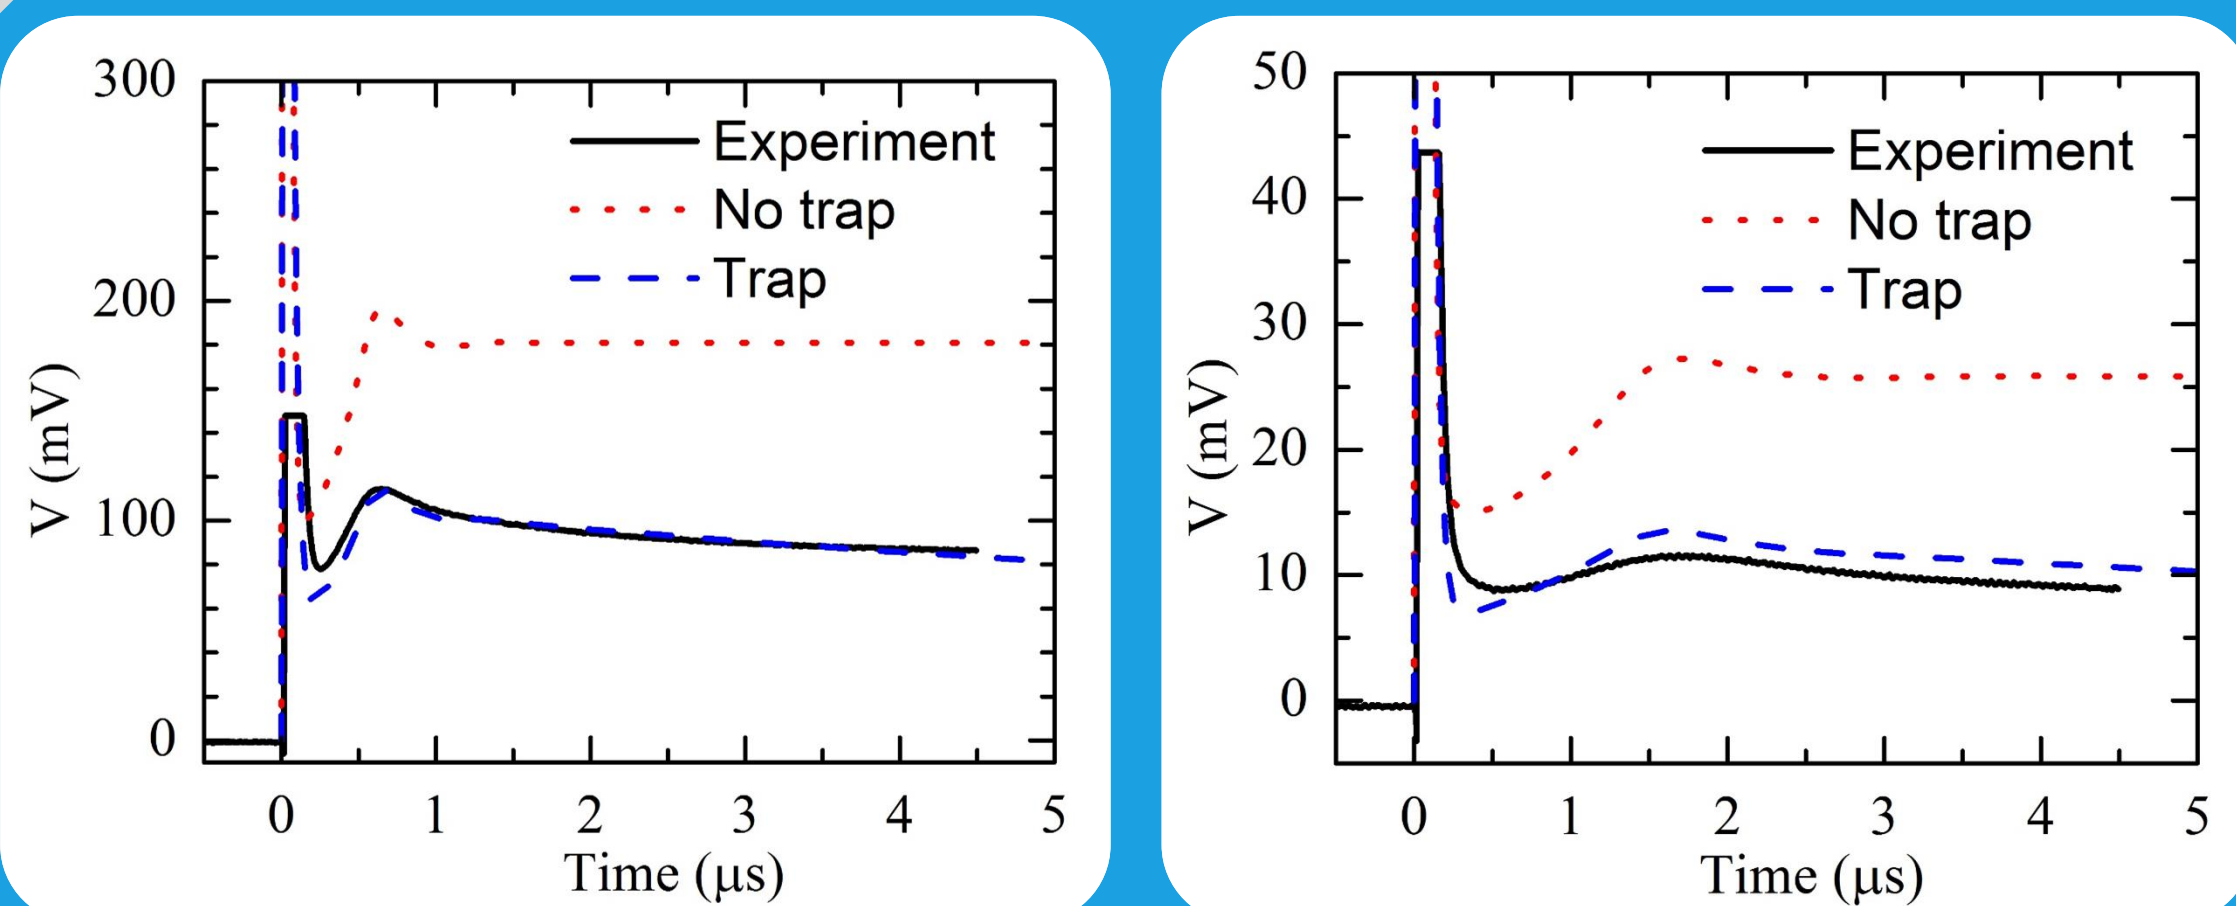 300
200
100
0
V (mV)
Experiment
No trap
Trap
0 1 2 3 4 5
Time (μs)
50
40
30
20
10
0
V (mV)
Experiment
No trap
Trap
0 1 2 3 4 5
Time (μs)